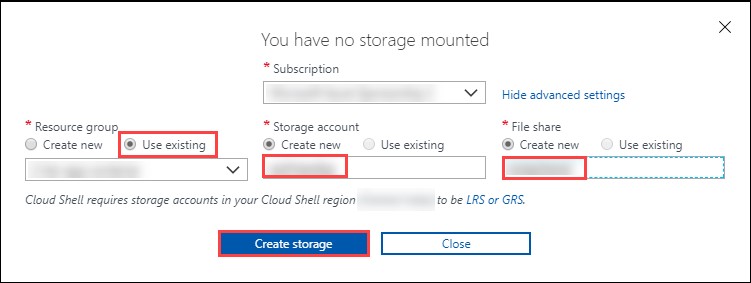 You have no storage mounted
* Subscription
Hide advanced settings
* Resource group
Create new Use existing
* Storage account
Create new Use existing
* File share
Create new Use existing
Cloud Shell requires storage accounts in your Cloud Shell region to be LRS or GRS.
Create storage Close